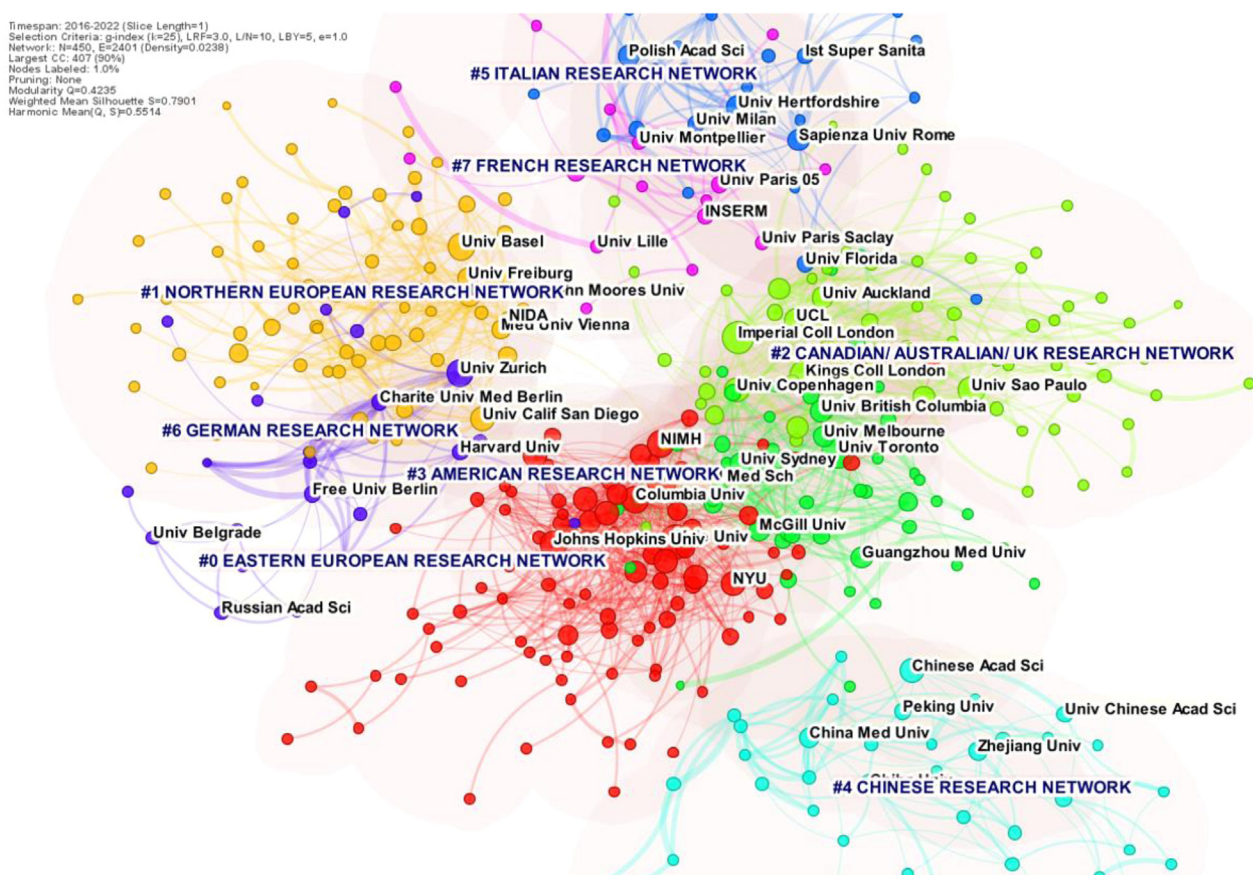 Timespan: 2016-2022 (Slice Length=1)
Selection Criteria: g-index (k=25), LRF=3.0, L/N=10, LBY=5, e=1.0
Network: N=450, E=2401 (Density=0.0238)
Largest CC: 407 (90%)
Nodes Labeled: 1.0%
Pruning: None
Modularity Q=0.4235
Weighted Mean Silhouette S=0.7901
Harmonic Mean(Q, S)=0.5514
Polish Acad Sci
Ist Super Sanita
#5 ITALIAN RESEARCH NETWORK
Univ Hertfordshire
Univ Milan
Univ Montpellier
Sapienza Univ Rome
#7 FRENCH RESEARCH NETWORK
Univ Paris 05
INSERM
Univ Basel
Univ Lille
Univ Paris Saclay
Univ Florida
Univ Freiburg
#1 NORTHERN EUROPEAN RESEARCH NETWORK
Moores Univ
Univ Auckland
NIDA
UCL
Med Univ Vienna
Imperial Coll London
#2 CANADIAN/ AUSTRALIAN/ UK RESEARCH NETWORK
Univ Zurich
Kings Coll London
Univ Copenhagen
Univ Sao Paulo
Charite Univ Med Berlin
Univ Calif San Diego
Univ British Columbia
#6 GERMAN RESEARCH NETWORK
Univ Melbourne
NIMH
Harvard Univ
Univ Toronto
Univ Sydney
#3 AMERICAN RESEARCH NETWORK
Med Sch
Free Univ Berlin
Columbia Univ
McGill Univ
Univ Belgrade
Johns Hopkins Univ
Univ
Guangzhou Med Univ
#0 EASTERN EUROPEAN RESEARCH NETWORK
NYU
Russian Acad Sci
Chinese Acad Sci
Peking Univ
Univ Chinese Acad Sci
China Med Univ
Zhejiang Univ
#4 CHINESE RESEARCH NETWORK